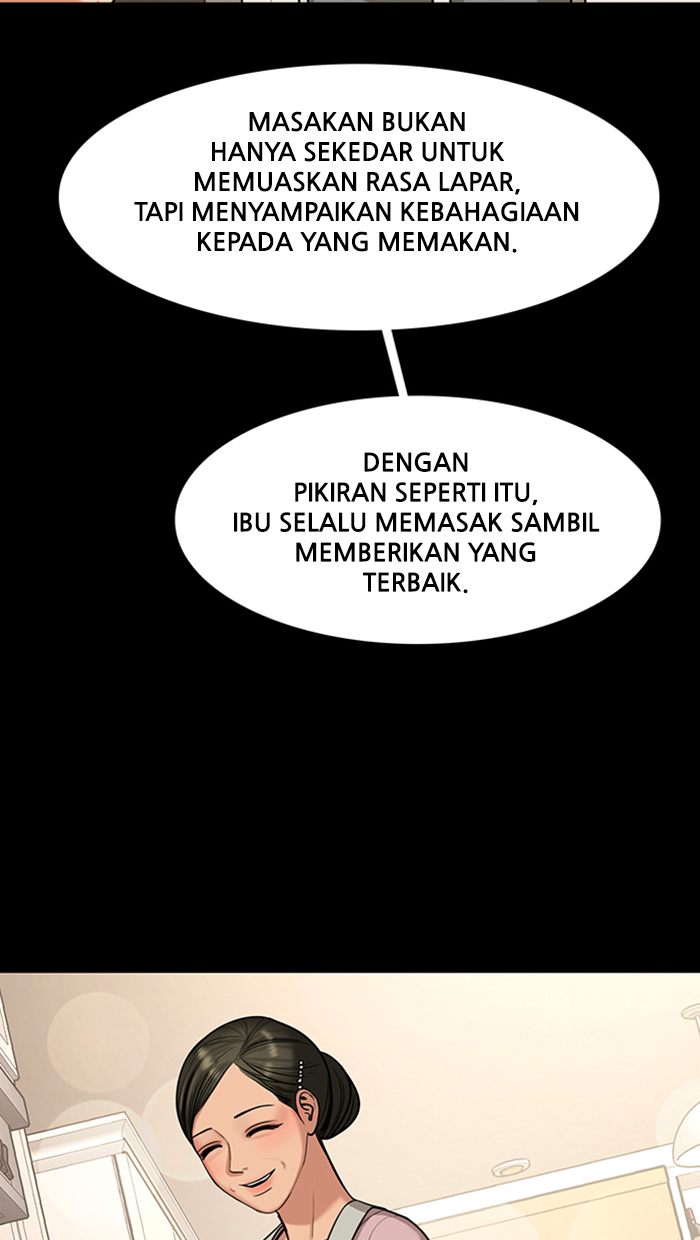 MASAKAN BUKAN
HANYA SEKEDAR UNTUK
MEMUASKAN RASA LAPAR,
TAPI MENYAMPAIKAN KEBAHAGIAAN
KEPADA YANG MEMAKAN.
DENGAN
PIKIRAN SEPERTI ITU,
IBU SELALU MEMASAK SAMBIL
MEMBERIKAN YANG
TERBAIK.